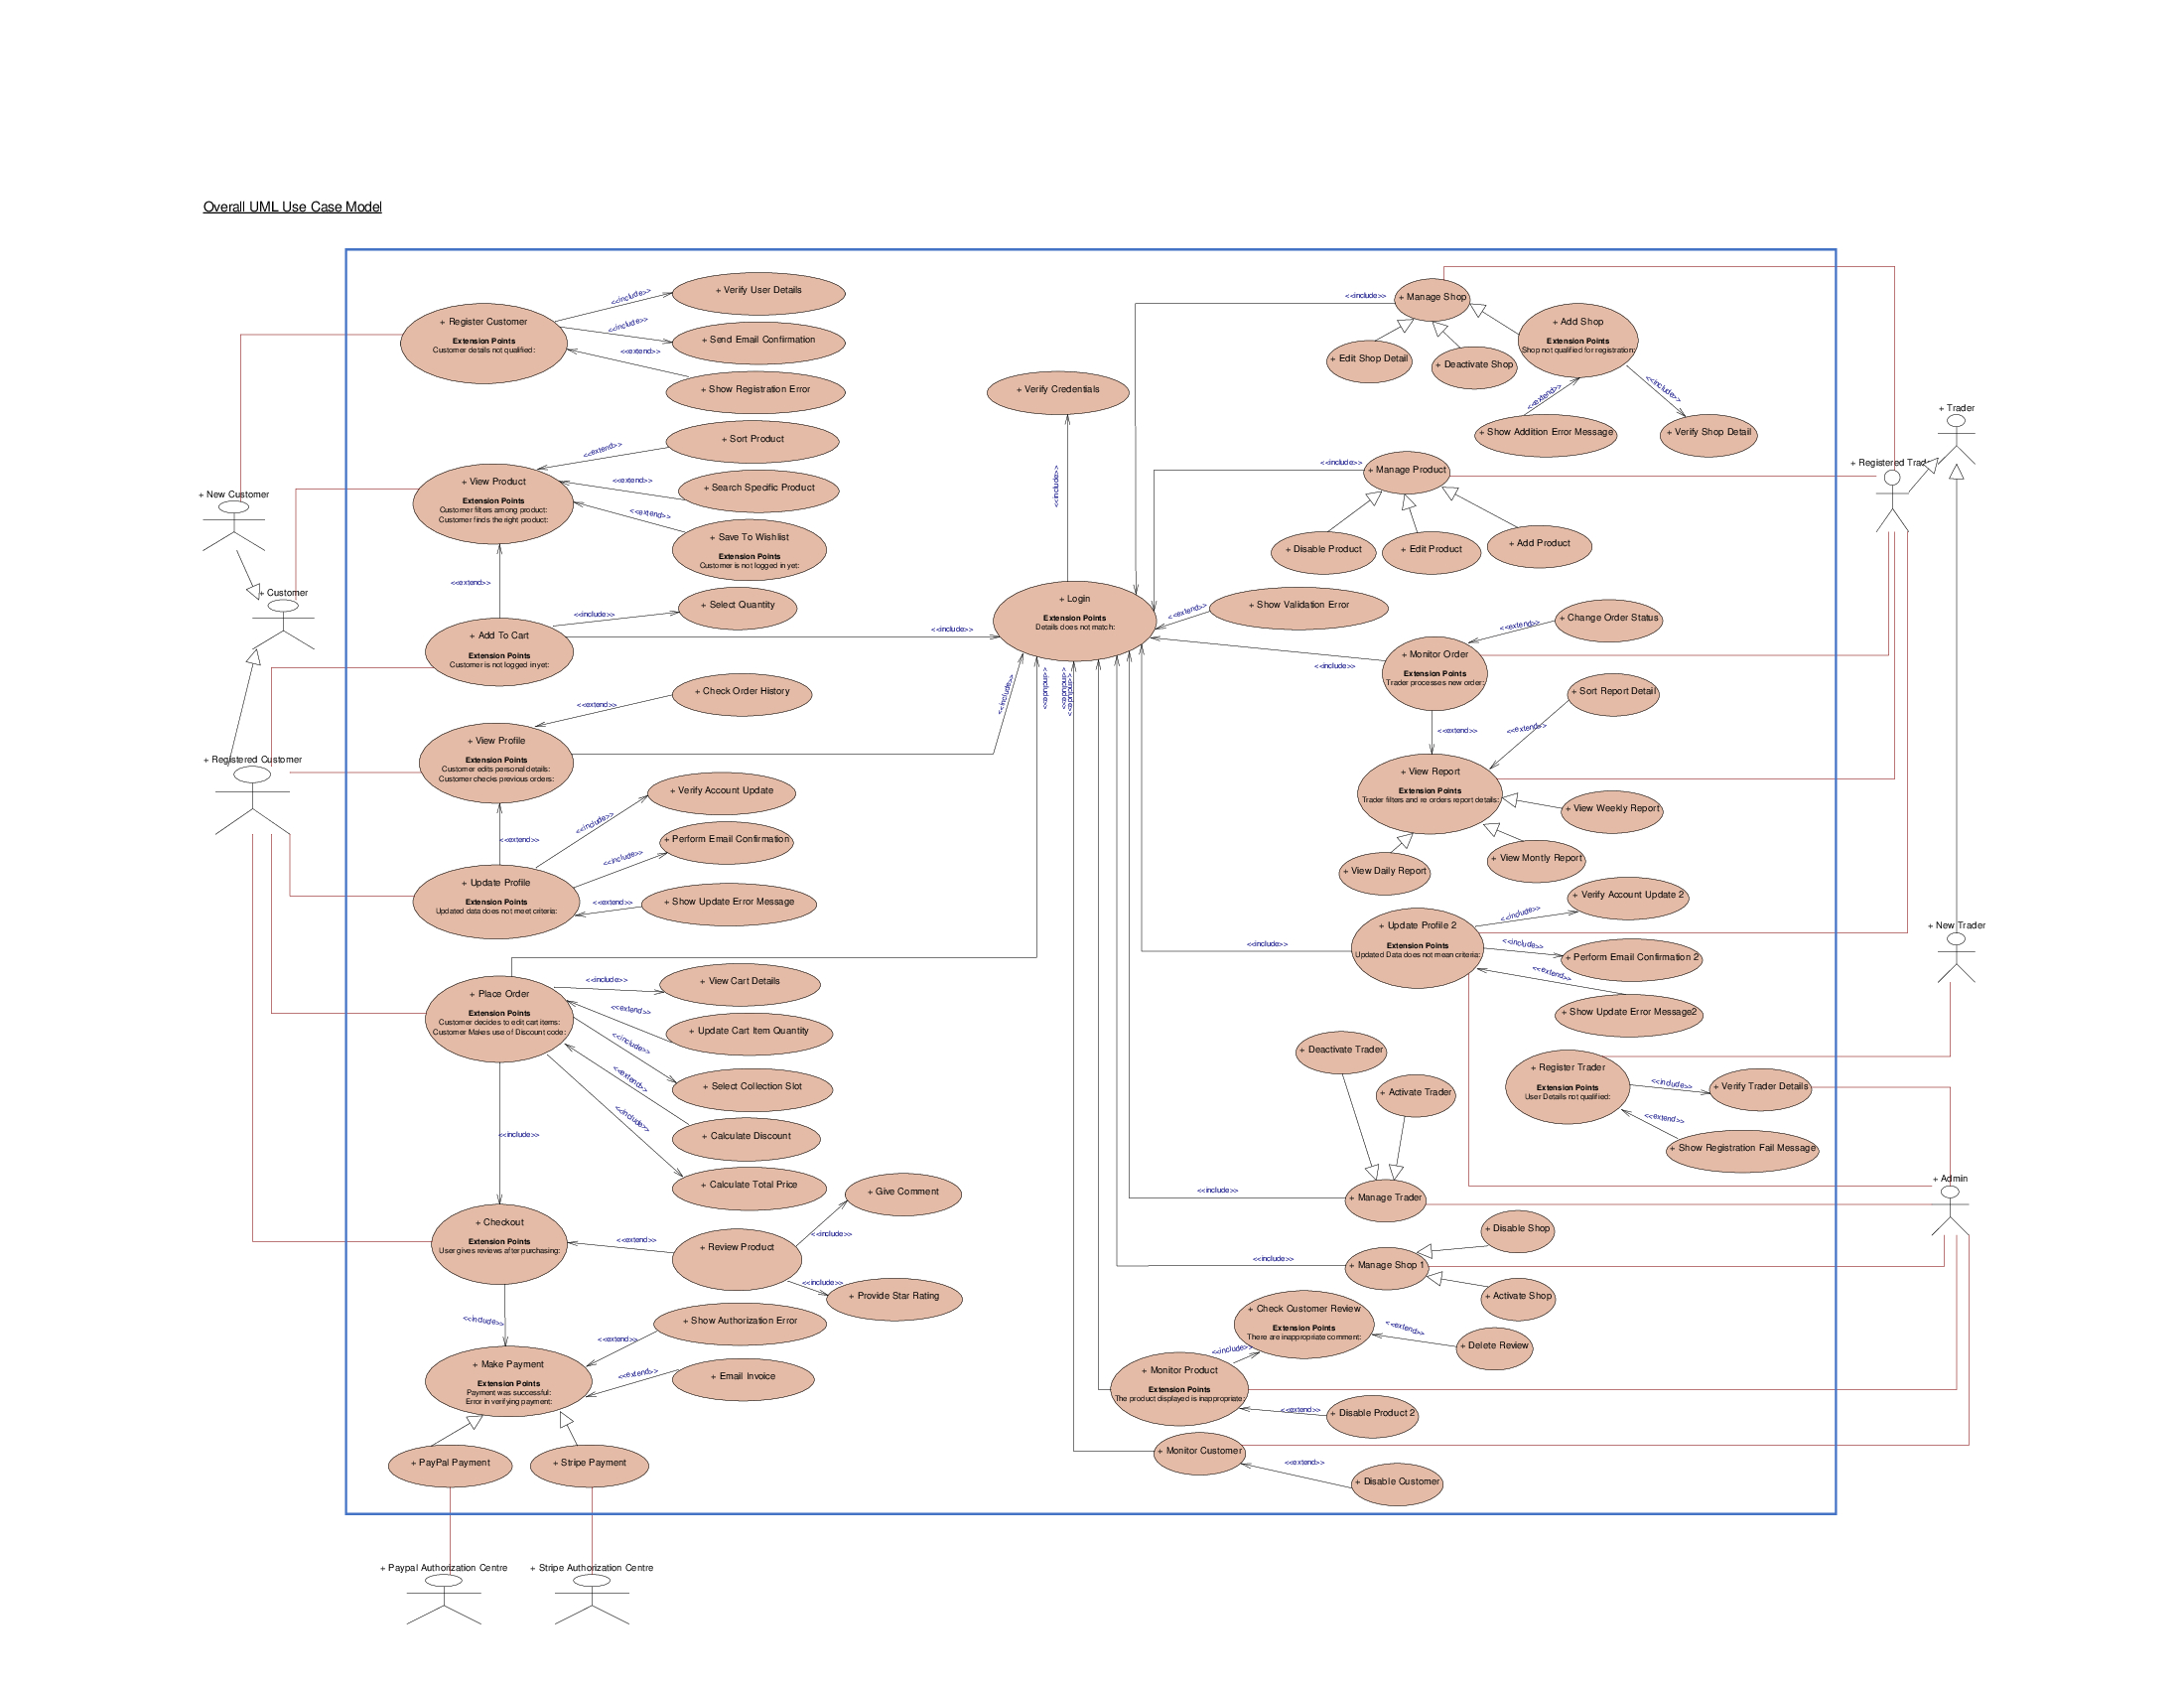 Overall UML Use Case Model
+ Register Customer
Extension Points
Customer details not qualified:
<<include>>
+ Verify User Details
<<include>>
+ Send Email Confirmation
<<extend>>
+ Show Registration Error
+ New Customer
+ View Product
Extension Points
Customer filters among product:
Customer finds the right product:
<<extend>>
+ Sort Product
<<extend>>
+ Search Specific Product
<<extend>>
+ Save To Wishlist
Extension Points
Customer is not logged in yet:
<<extend>>
+ Customer
+ Add To Cart
Extension Points
Customer is not logged in yet:
<<include>>
+ Select Quantity
<<include>>
+ Registered Customer
+ View Profile
Extension Points
Customer edits personal details:
Customer checks previous orders:
<<extend>>
+ Check Order History
<<include>>
<<extend>>
+ Update Profile
Extension Points
Updated data does not meet criteria:
<<include>>
+ Verify Account Update
<<include>>
+ Perform Email Confirmation
<<extend>>
+ Show Update Error Message
+ Place Order
Extension Points
Customer decides to edit cart items:
Customer Makes use of Discount code:
<<include>>
+ View Cart Details
<<extend>>
+ Update Cart Item Quantity
<<include>>
+ Select Collection Slot
<<extend>>
+ Calculate Discount
<<include>>
+ Calculate Total Price
<<include>>
+ Checkout
Extension Points
User gives reviews after purchasing:
<<extend>>
+ Review Product
<<include>>
+ Give Comment
<<include>>
+ Provide Star Rating
<<include>>
+ Make Payment
Extension Points
Payment was successful:
Error in verifying payment:
<<extend>>
+ Show Authorization Error
<<extend>>
+ Email Invoice
+ PayPal Payment
+ Stripe Payment
+ Paypal Authorization Centre
+ Stripe Authorization Centre
+ Verify Credentials
<<include>>
+ Login
Extension Points
Details does not match:
<<extend>>
+ Show Validation Error
<<include>>
<<include>>
<<include>>
<<include>>
+ Manage Shop
+ Edit Shop Detail
+ Deactivate Shop
+ Add Shop
Extension Points
Shop not qualified for registration:
<<extend>>
<<include>>
+ Show Addition Error Message
+ Verify Shop Detail
+ Trader
<<include>>
+ Manage Product
+ Disable Product
+ Edit Product
+ Add Product
<<include>>
+ Monitor Order
Extension Points
Trader processes new order:
<<extend>>
+ Change Order Status
<<extend>>
+ View Report
Extension Points
Trader filters and re orders report details:
<<extend>>
+ Sort Report Detail
+ View Weekly Report
+ View Montly Report
+ View Daily Report
<<include>>
+ Update Profile 2
Extension Points
Updated Data does not mean criteria:
<<include>>
+ Verify Account Update 2
<<include>>
+ Perform Email Confirmation 2
<<extend>>
+ Show Update Error Message2
+ New Trader
+ Register Trader
Extension Points
User Details not qualified:
<<include>>
+ Verify Trader Details
<<extend>>
+ Show Registration Fail Message
+ Deactivate Trader
+ Activate Trader
<<include>>
+ Manage Trader
+ Admin
<<include>>
+ Manage Shop 1
+ Disable Shop
+ Activate Shop
+ Check Customer Review
Extension Points
There are inappropriate comment:
<<extend>>
+ Delete Review
<<include>>
+ Monitor Product
Extension Points
The product displayed is inappropriate:
<<extend>>
+ Disable Product 2
+ Monitor Customer
<<extend>>
+ Disable Customer
+ Registered